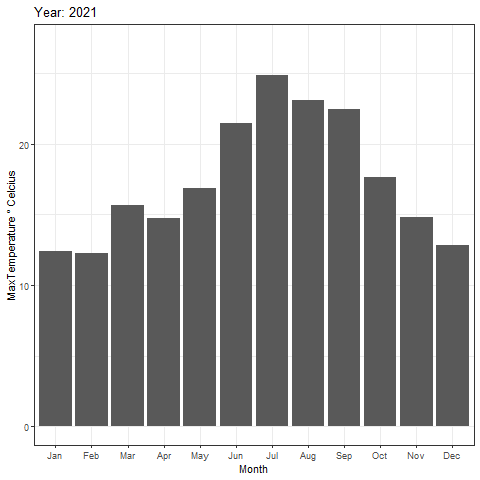 Year: 2021
MaxTemperature ° Celcius
20
10
0
Jan Feb Mar Apr May Jun Jul Aug Sep Oct Nov Dec
Month